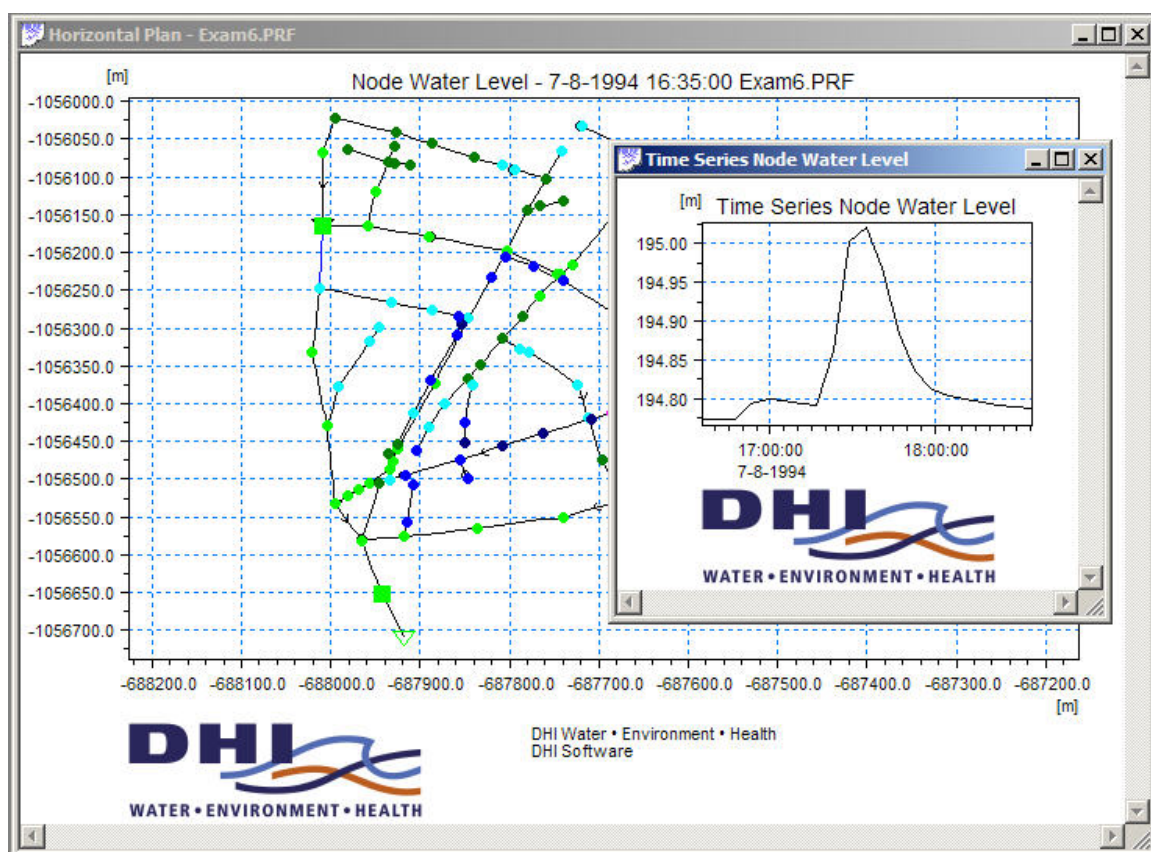 Horizontal Plan - Exam6.PRF
[m]
Node Water Level - 7-8-1994 16:35:00 Exam6.PRF
-1056000.0
-1056050.0
-1056100.0
-1056150.0
-1056200.0
-1056250.0
-1056300.0
-1056350.0
-1056400.0
-1056450.0
-1056500.0
-1056550.0
-1056600.0
-1056650.0
-1056700.0
-688200.0 -688100.0 -688000.0 -687900.0 -687800.0 -687700.0 -687600.0 -687500.0 -687400.0 -687300.0 -687200.0
[m]
Time Series Node Water Level
[m]
Time Series Node Water Level
195.00
194.95
194.90
194.85
194.80
17:00:00 18:00:00
7-8-1994
DHI
WATER • ENVIRONMENT • HEALTH
DHI
WATER • ENVIRONMENT • HEALTH
DHI Water • Environment • Health
DHI Software